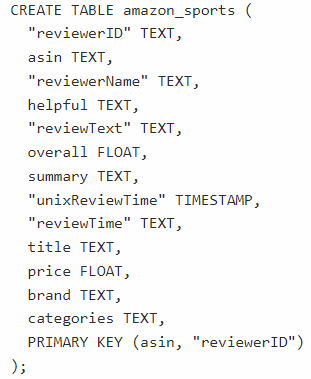 CREATE TABLE amazon_sports (
"reviewerID" TEXT,
asin TEXT,
"reviewerName" TEXT,
helpful TEXT,
"reviewText" TEXT,
overall FLOAT,
summary TEXT,
"unixReviewTime" TIMESTAMP,
"reviewTime" TEXT,
title TEXT,
price FLOAT,
brand TEXT,
categories TEXT,
PRIMARY KEY (asin, "reviewerID")
);